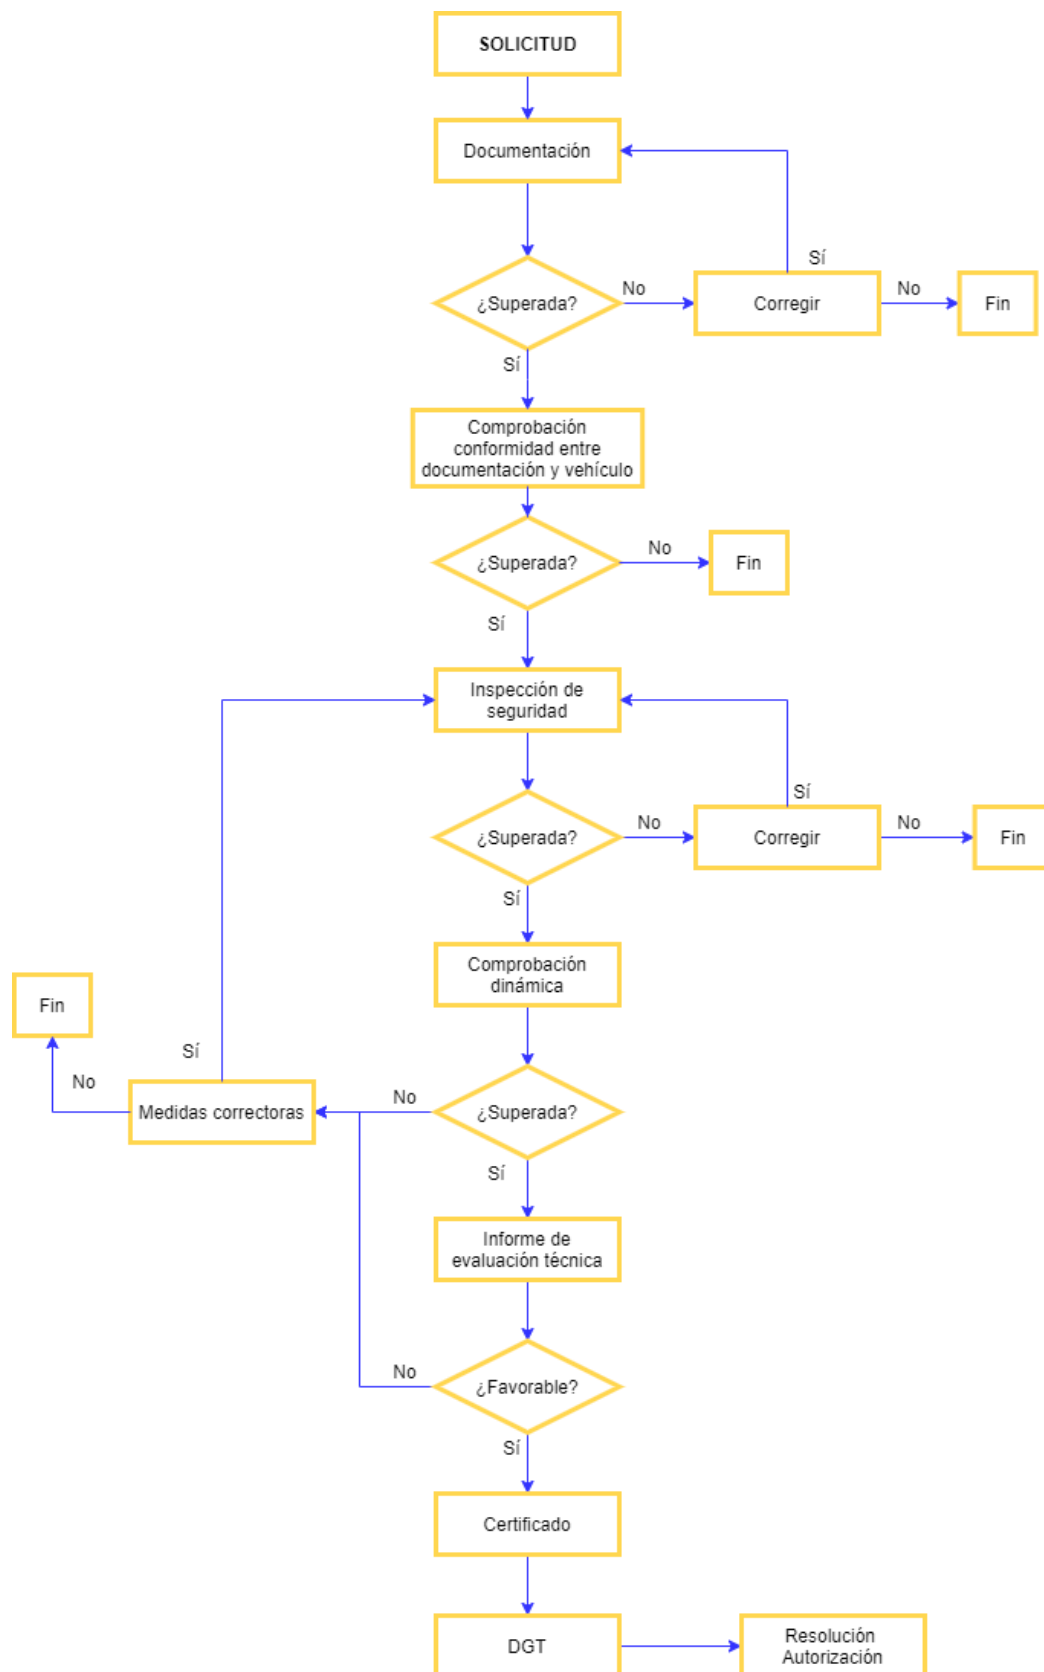 SOLICITUD
Documentación
Sí
¿Superada?
No
Corregir
No
Fin
Sí
Comprobación
conformidad entre
documentación y vehículo
¿Superada?
No
Fin
Sí
Inspección de
seguridad
Sí
¿Superada?
No
Corregir
No
Fin
Sí
Comprobación
dinámica
Fin
Sí
No
Medidas correctoras
No
¿Superada?
Sí
Informe de
evaluación técnica
No
¿Favorable?
Sí
Certificado
DGT
Resolución
Autorización